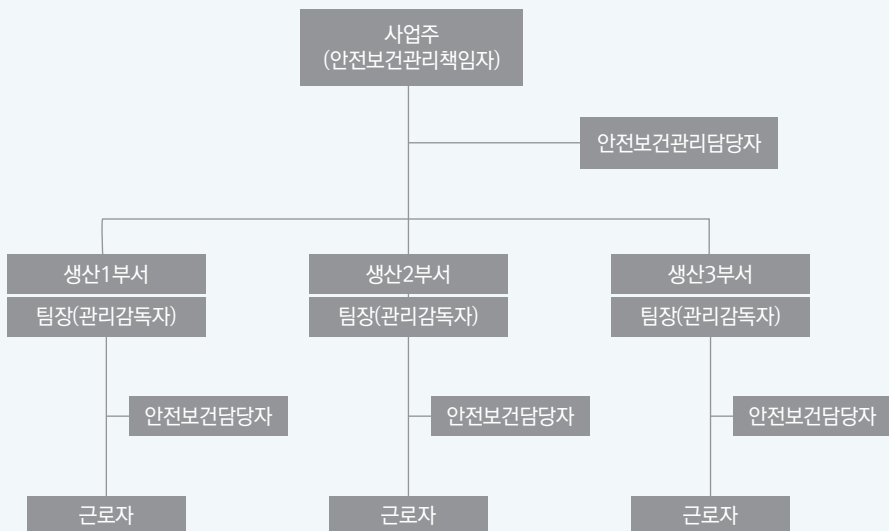 사업주
(안전보건관리책임자)
안전보건관리담당자
생산1부서
생산2부서
생산3부서
팀장(관리감독자)
팀장(관리감독자)
팀장(관리감독자)
안전보건담당자
안전보건담당자
안전보건담당자
근로자
근로자
근로자